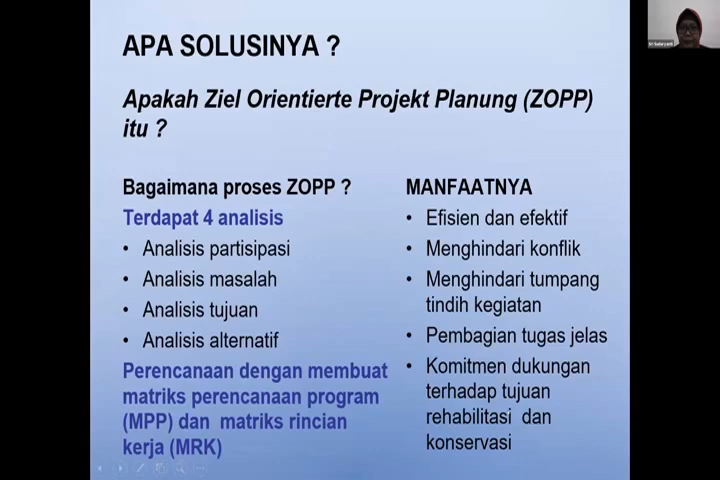 APA SOLUSINYA ?
Apakah Ziel Orientierte Projekt Planung (ZOPP)
itu ?
Bagaimana proses ZOPP ?
Terdapat 4 analisis
• Analisis partisipasi
• Analisis masalah
• Analisis tujuan
• Analisis alternatif
Perencanaan dengan membuat
matriks perencanaan program
(MPP) dan matriks rincian
kerja (MRK)
MANFAATNYA
• Efisien dan efektif
• Menghindari konflik
• Menghindari tumpang
tindih kegiatan
• Pembagian tugas jelas
• Komitmen dukungan
terhadap tujuan
rehabilitasi dan
konservasi